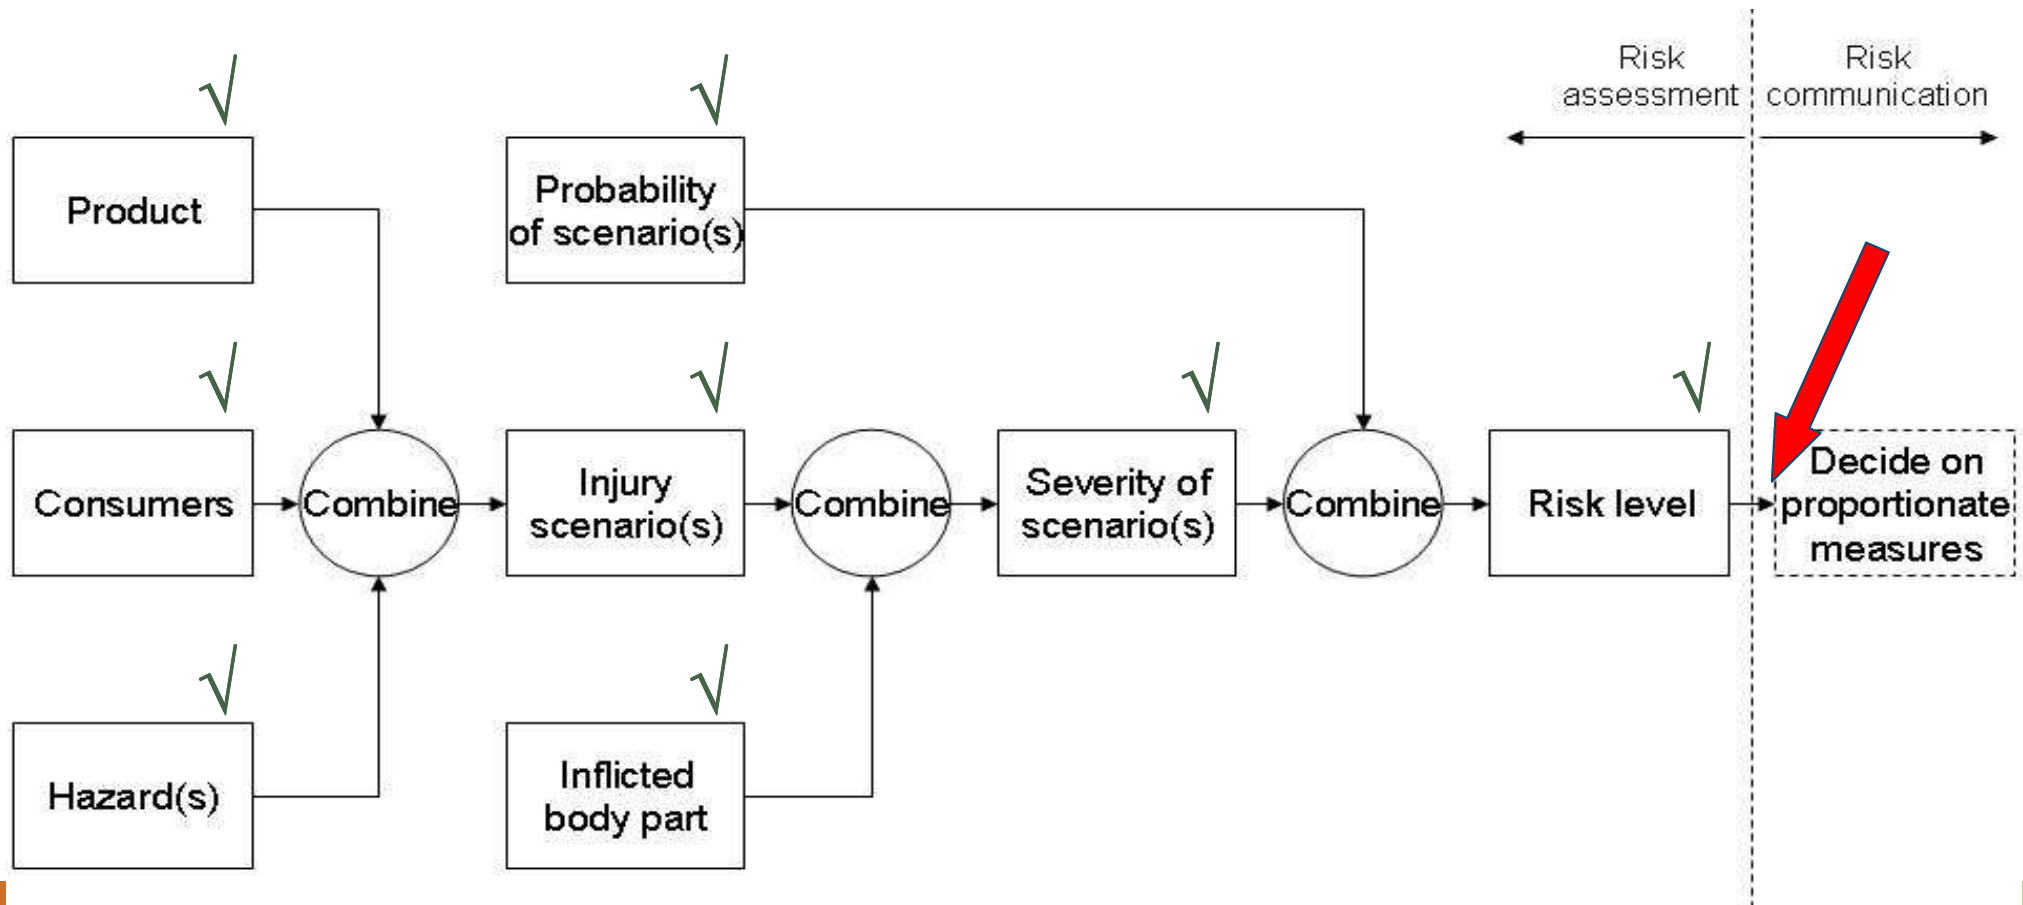 Risk
assessment
Risk
communication
√
√
Product
Probability
of scenario(s)
√
√
√
√
Consumers
Combine
Injury
scenario(s)
Combine
Severity of
scenario(s)
Combine
Risk level
Decide on
proportionate
measures
√
√
Hazard(s)
Inflicted
body part